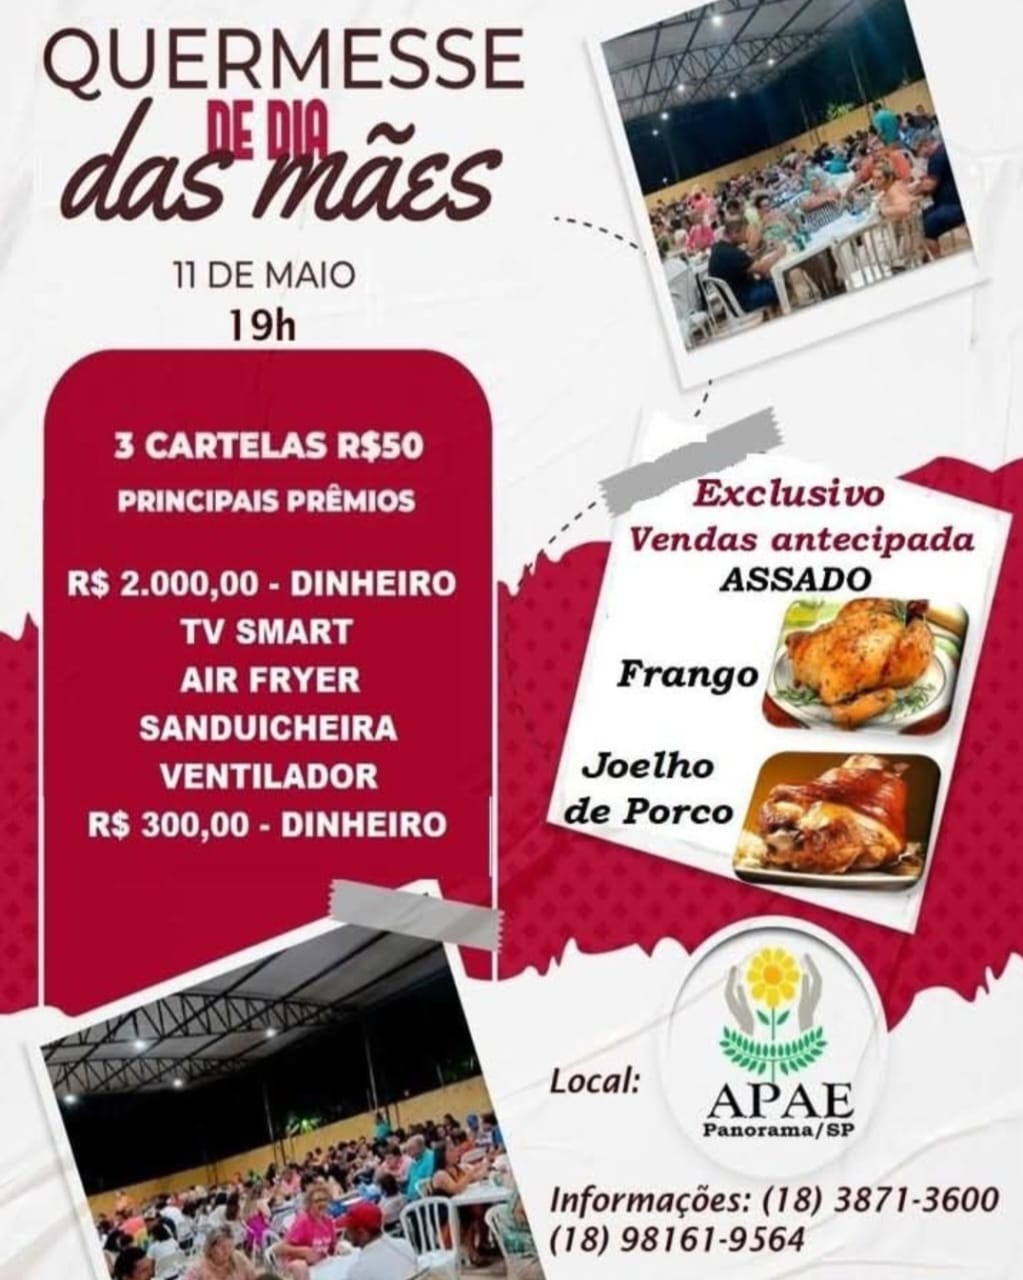 QUERMESSE
DE DIA
das mães
11 DE MAIO
19h
3 CARTELAS R$50
PRINCIPAIS PRÊMIOS
R$ 2.000,00 - DINHEIRO
TV SMART
AIR FRYER
SANDUICHEIRA
VENTILADOR
R$ 300,00 - DINHEIRO
Exclusivo
Vendas antecipada
ASSADO
Frango
Joelho
de Porco
Local:
APAE
Panorama/SP
Informações: (18) 3871-3600
(18) 98161-9564